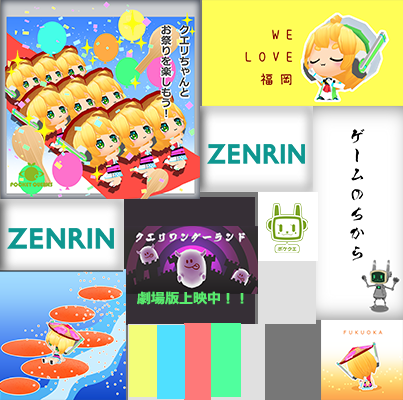 クエリちゃんと
お祭りを楽しもう！
POCKET QUERIES
WE
LOVE
福岡
ZENRIN
ゲームのちから
ZENRIN
クエリワンダーランド
劇場版上映中！！
ポケクエ
FUKUOKA